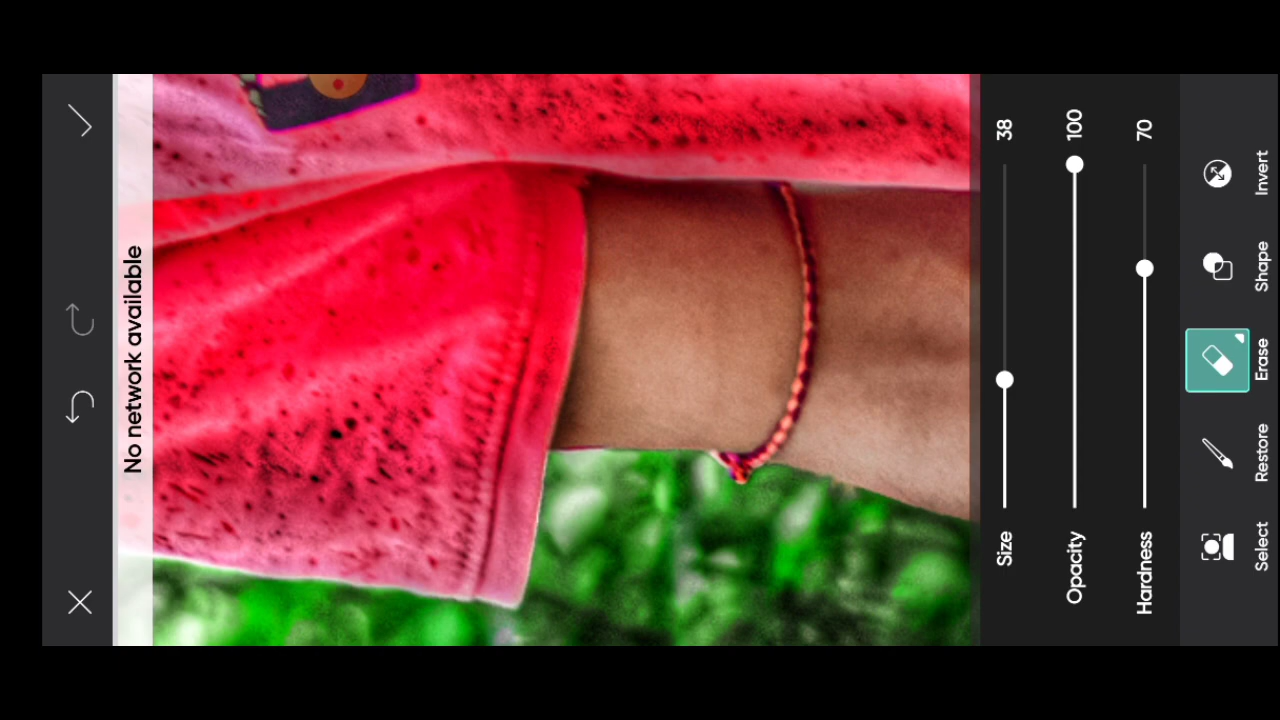 No network available
Size 38
Opacity 100
Hardness 70
Select Restore Erase Shape Invert